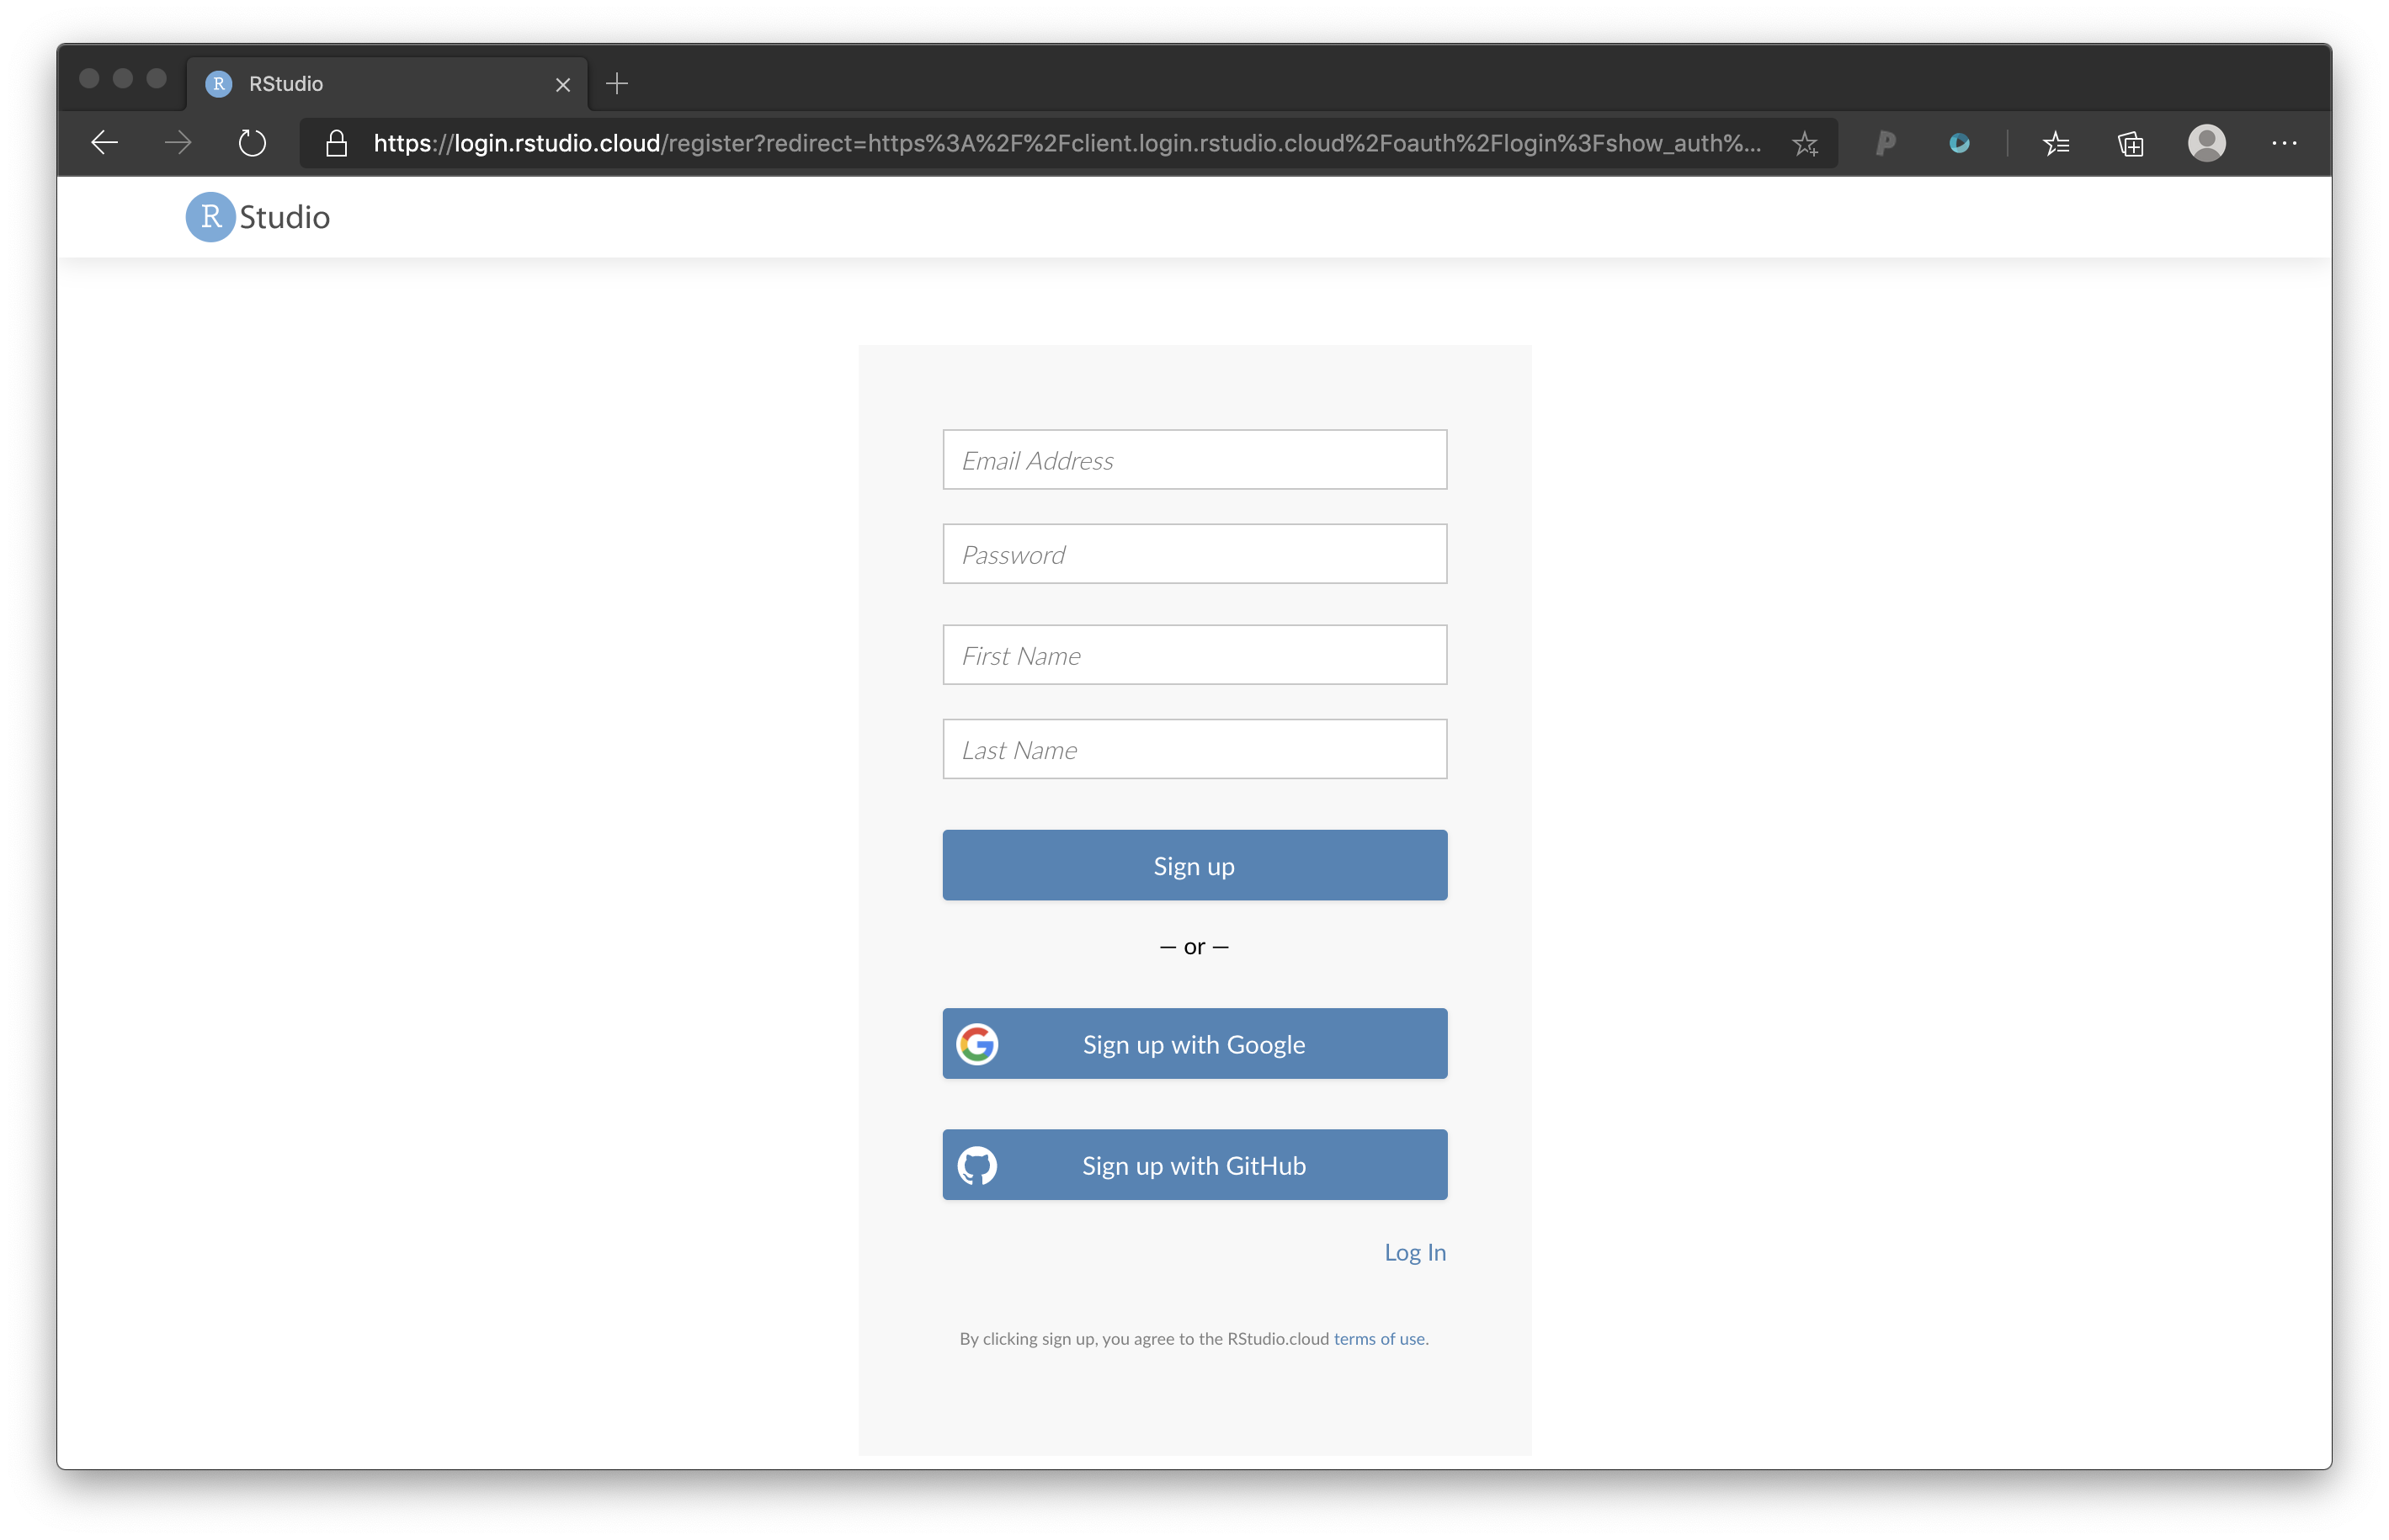 RStudio
https://login.rstudio.cloud/register?redirect=https%3A%2F%2Fclient.login.rstudio.cloud%2Foauth%2Flogin%3Fshow_auth%...
R Studio
Email Address
Password
First Name
Last Name
Sign up
— or —
Sign up with Google
Sign up with GitHub
Log In
By clicking sign up, you agree to the RStudio.cloud terms of use.